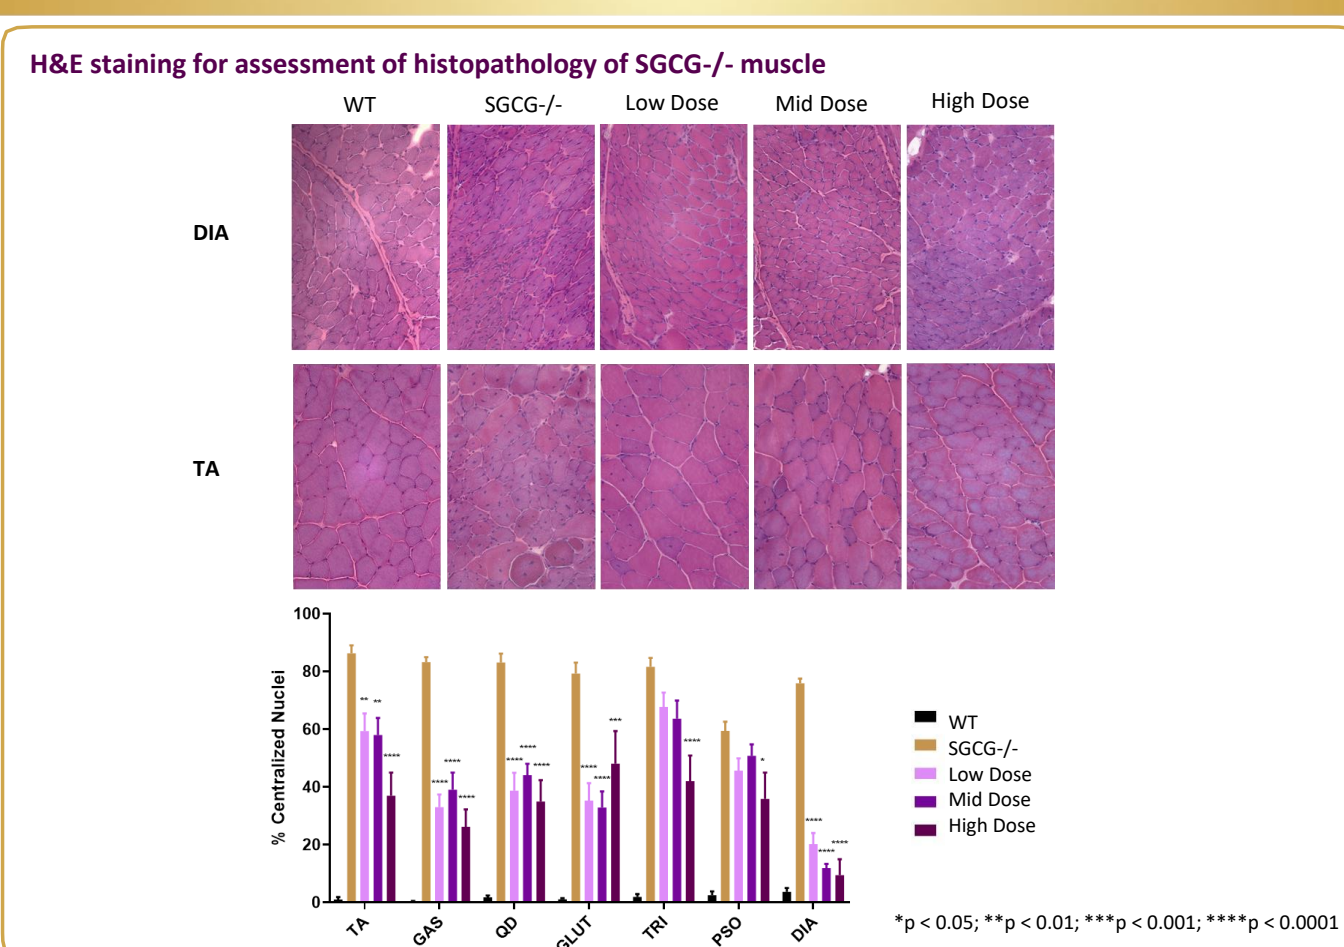 H&E staining for assessment of histopathology of SGCG-/- muscle
WT SGCG-/- Low Dose Mid Dose High Dose
DIA
TA
100
80
60
40
20
0
% Centralized Nuclei
** ** ****
**** **** ****
**** **** ****
**** **** ***
****
*
**** **** ****
TA GAS QD GLUT TRI PSO DIA
WT
SGCG-/-
Low Dose
Mid Dose
High Dose
*p < 0.05; **p < 0.01; ***p < 0.001; ****p < 0.0001